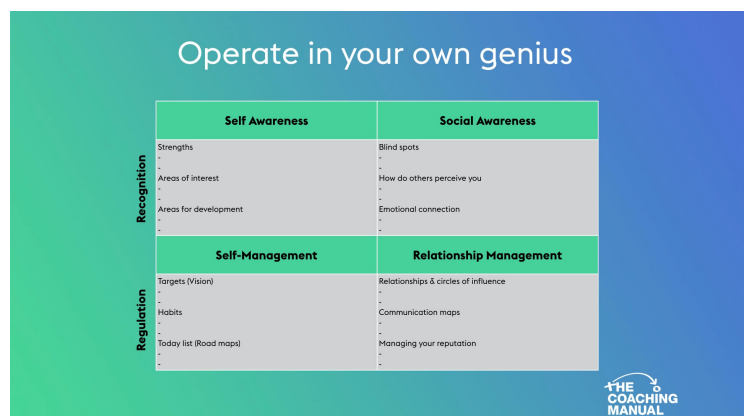 Operate in your own genius
Self Awareness
Social Awareness
Recognition
Strengths
-
-
Areas of interest
-
-
Areas for development
-
-
Blind spots
-
-
How do others perceive you
-
-
Emotional connection
-
-
Self-Management
Relationship Management
Regulation
Targets (Vision)
-
-
Habits
-
-
Today list (Road maps)
-
-
Relationships & circles of influence
-
-
Communication maps
-
-
Managing your reputation
-
-
THE
COACHING
MANUAL